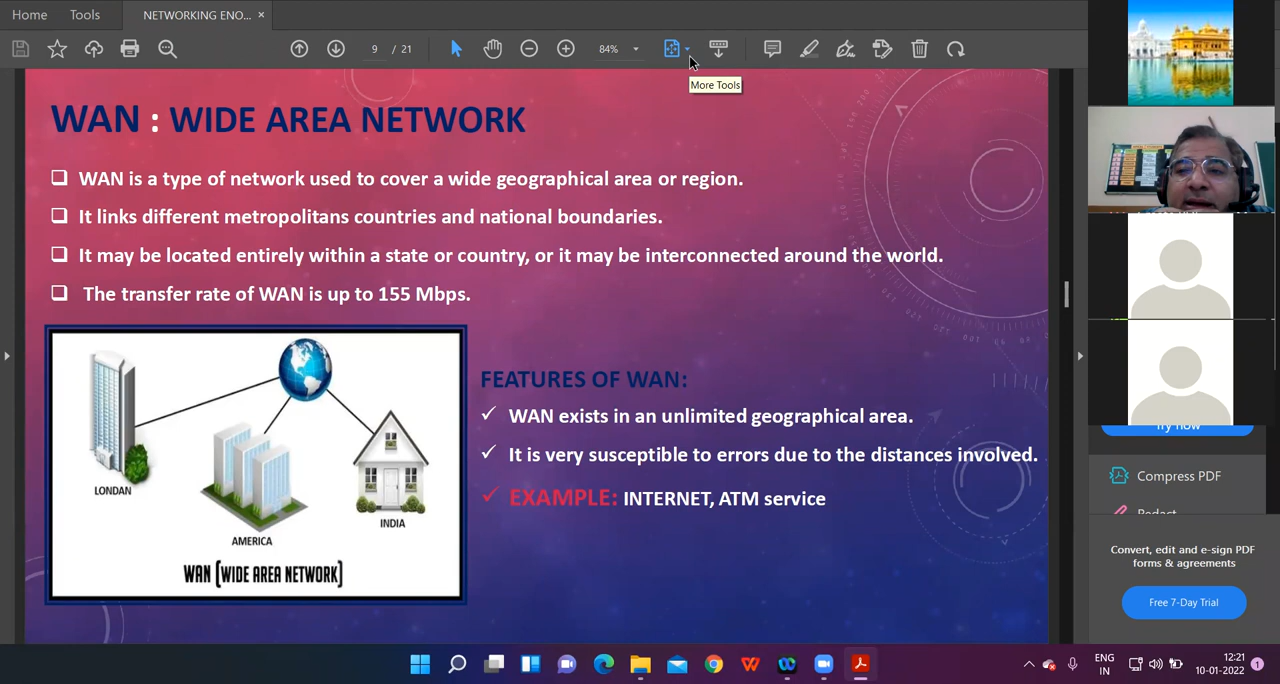 Home Tools NETWORKING ENO... ×
9 / 21 84%
More Tools
WAN : WIDE AREA NETWORK
WAN is a type of network used to cover a wide geographical area or region.
It links different metropolitans countries and national boundaries.
It may be located entirely within a state or country, or it may be interconnected around the world.
The transfer rate of WAN is up to 155 Mbps.
LONDAN
AMERICA
INDIA
WAN (WIDE AREA NETWORK)
FEATURES OF WAN:
WAN exists in an unlimited geographical area.
It is very susceptible to errors due to the distances involved.
EXAMPLE: INTERNET, ATM service
Try now
Compress PDF
Redact
Convert, edit and e-sign PDF
forms & agreements
Free 7-Day Trial
ENG
IN
12:21
10-01-2022
1